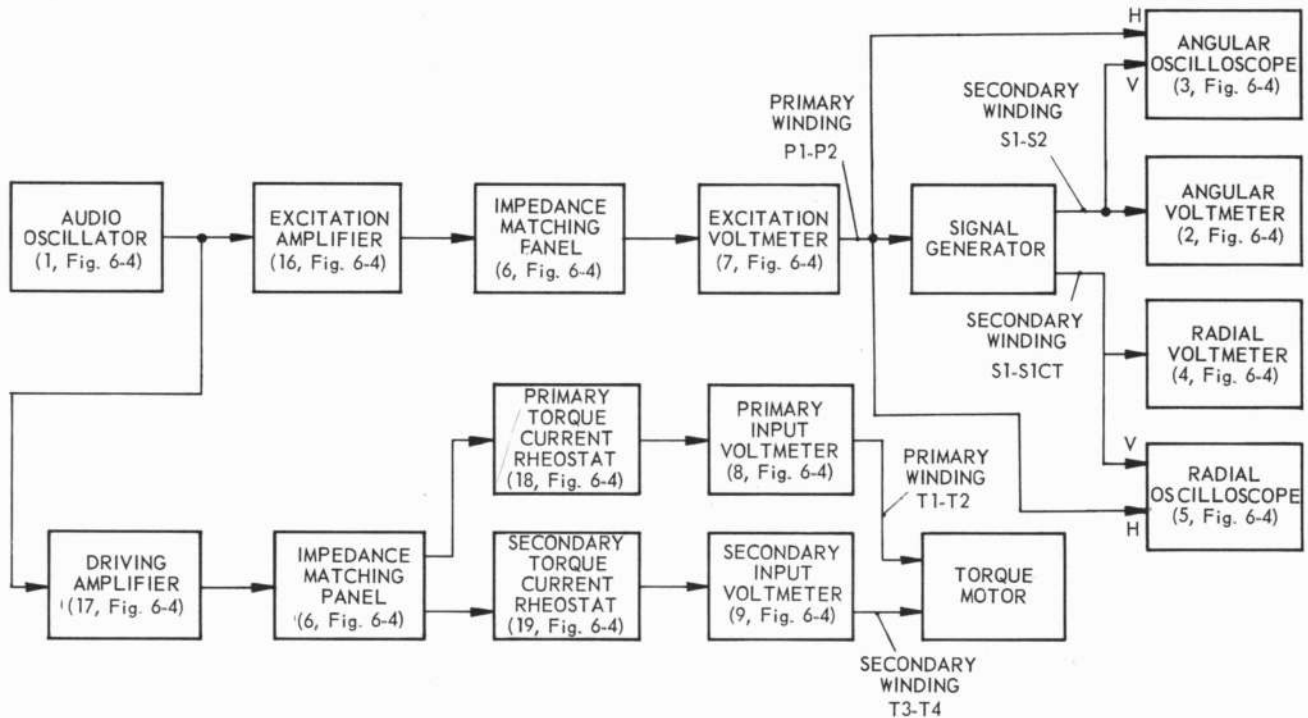 H
ANGULAR
OSCILLOSCOPE
(3, Fig. 6-4)
V
PRIMARY
WINDING
P1-P2
SECONDARY
WINDING
S1-S2
AUDIO
OSCILLATOR
(1, Fig. 6-4)
EXCITATION
AMPLIFIER
(16, Fig. 6-4)
IMPEDANCE
MATCHING
PANEL
(6, Fig. 6-4)
EXCITATION
VOLTMETER
(7, Fig. 6-4)
SIGNAL
GENERATOR
ANGULAR
VOLTMETER
(2, Fig. 6-4)
SECONDARY
WINDING
S1-S1CT
RADIAL
VOLTMETER
(4, Fig. 6-4)
PRIMARY
TORQUE
CURRENT
RHEOSTAT
(18, Fig. 6-4)
PRIMARY
INPUT
VOLTMETER
(8, Fig. 6-4)
PRIMARY
WINDING
T1-T2
V
RADIAL
OSCILLOSCOPE
(5, Fig. 6-4)
H
DRIVING
AMPLIFIER
(17, Fig. 6-4)
IMPEDANCE
MATCHING
PANEL
(6, Fig. 6-4)
SECONDARY
TORQUE
CURRENT
RHEOSTAT
(19, Fig. 6-4)
SECONDARY
INPUT
VOLTMETER
(9, Fig. 6-4)
TORQUE
MOTOR
SECONDARY
WINDING
T3-T4